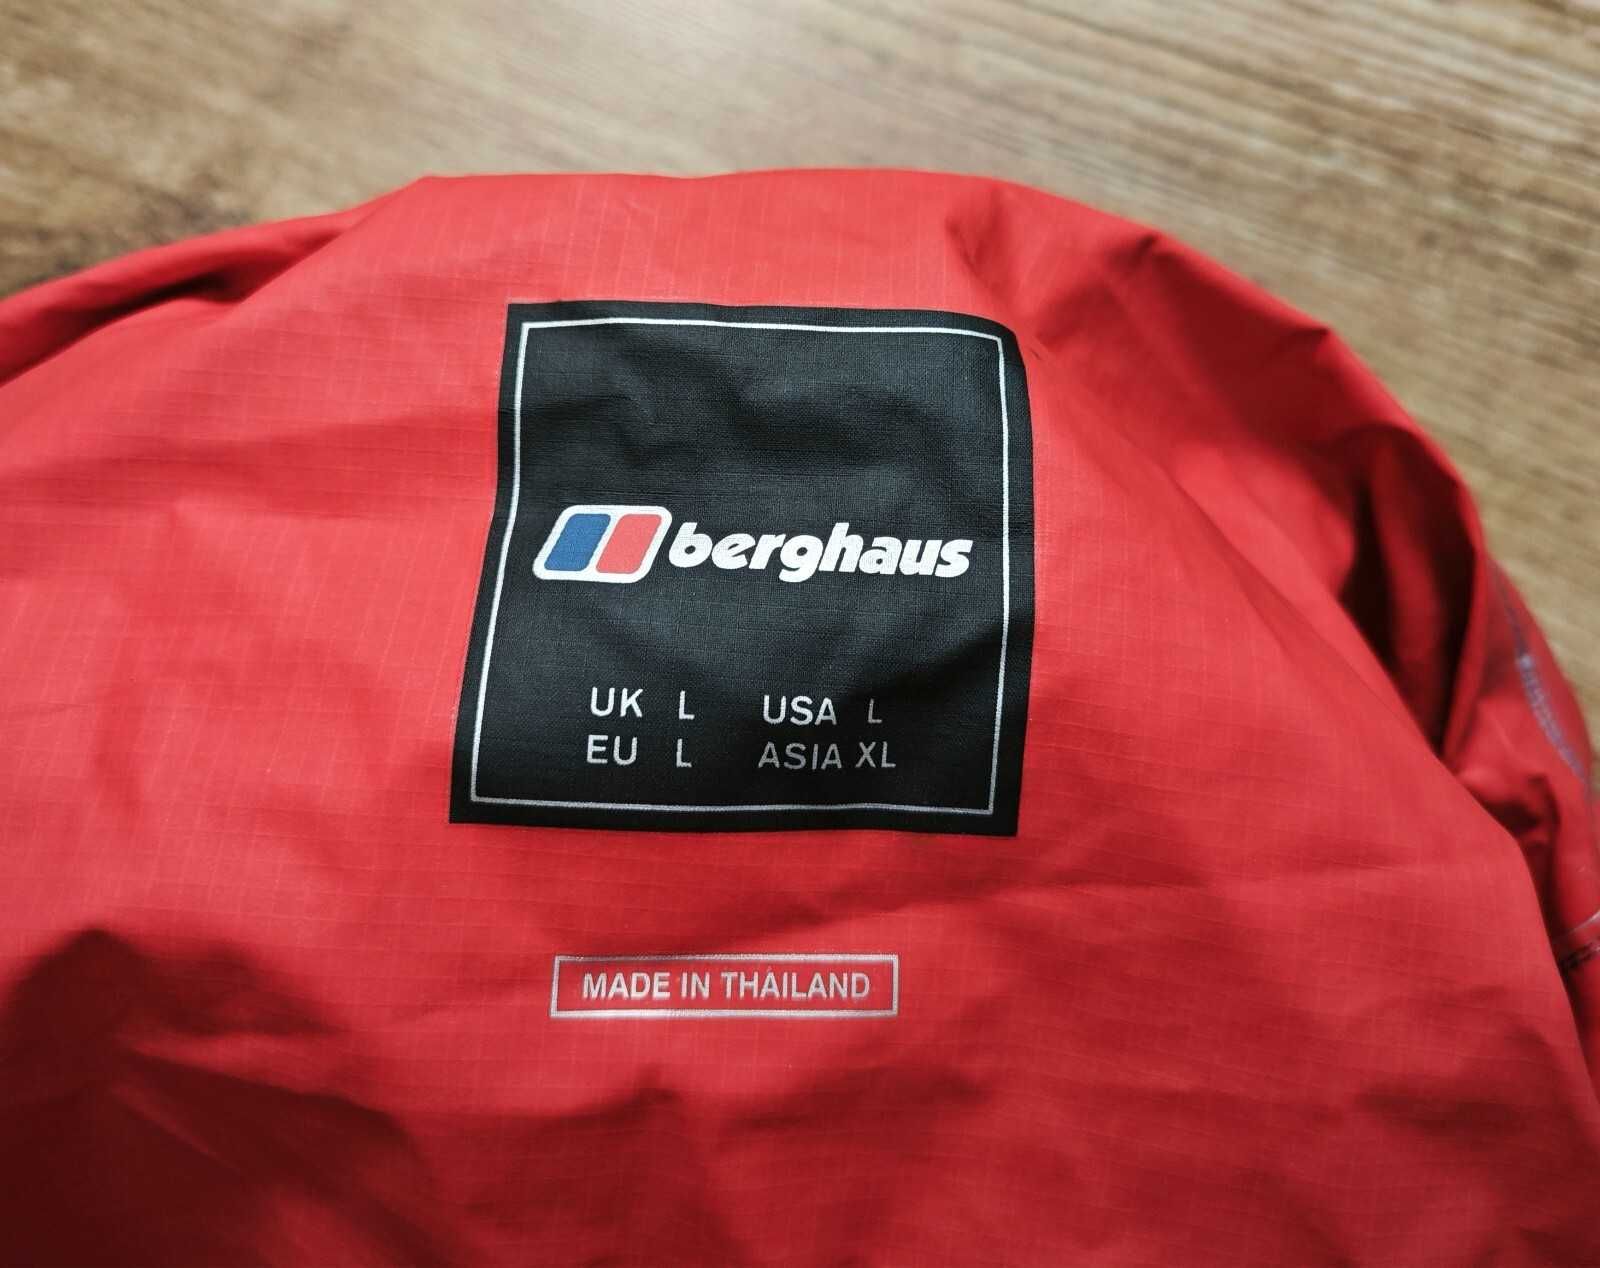 berghaus
UK L USA L
EU L ASIA XL
MADE IN THAILAND